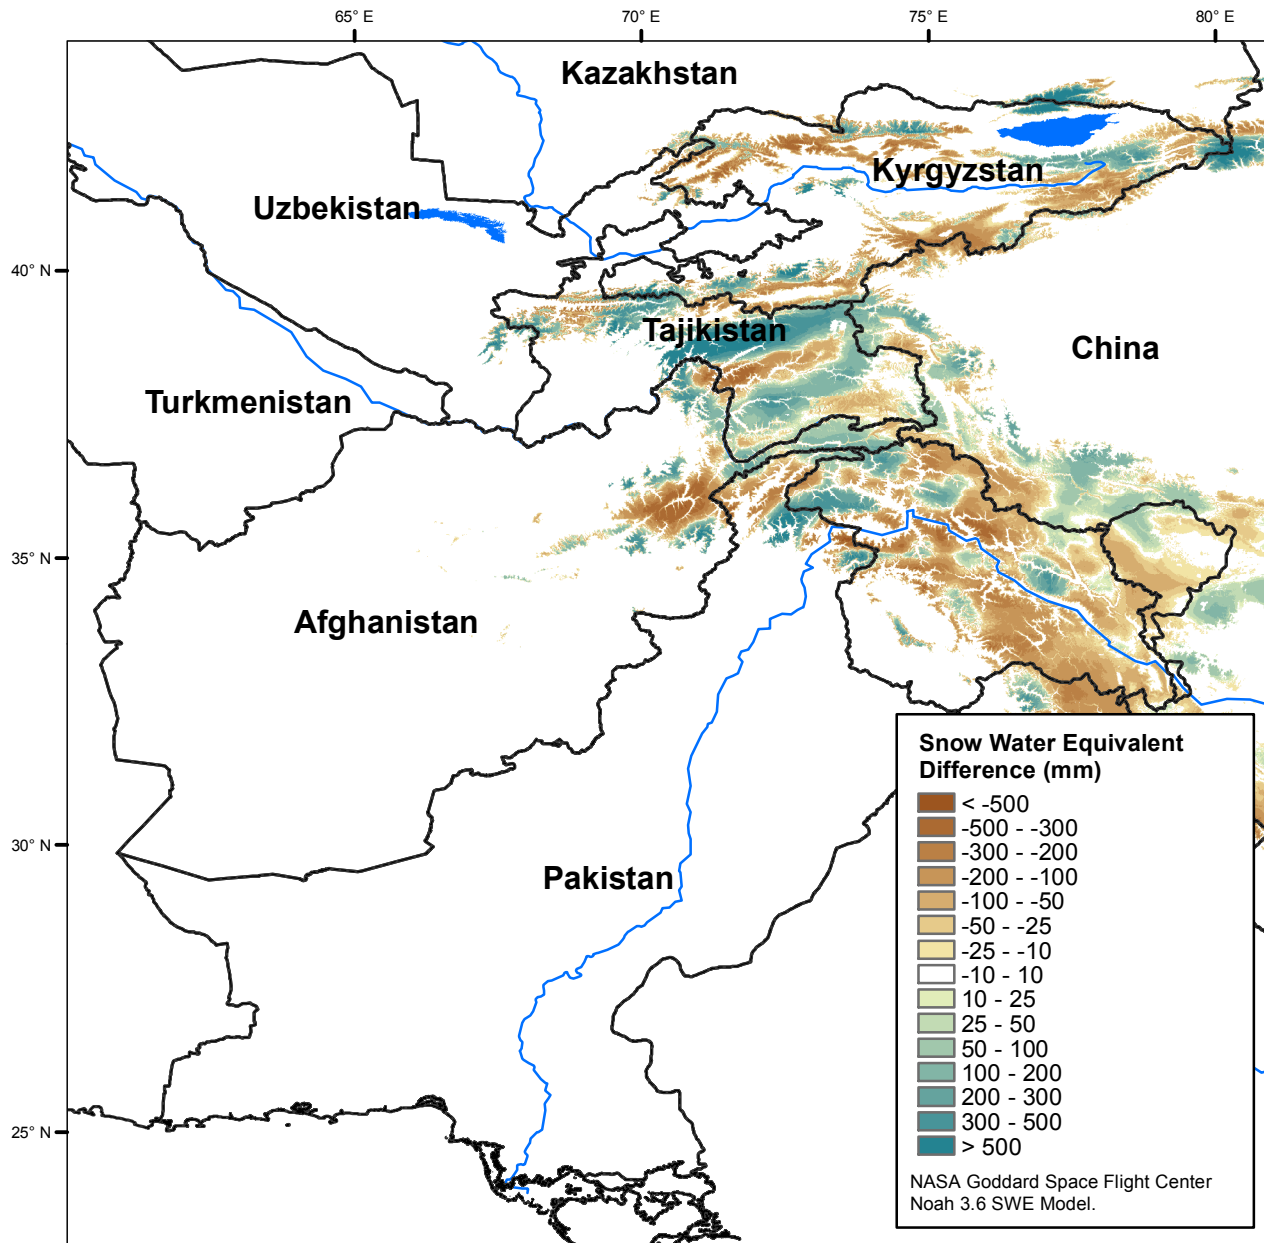 65° E
70° E
75° E
80° E
Kazakhstan
Kyrgyzstan
Uzbekistan
40° N
Tajikistan
China
Turkmenistan
35° N
Afghanistan
Snow Water Equivalent
Difference (mm)
< -500
-500 - -300
-300 - -200
-200 - -100
-100 - -50
-50 - -25
-25 - -10
-10 - 10
10 - 25
25 - 50
50 - 100
100 - 200
200 - 300
300 - 500
> 500
NASA Goddard Space Flight Center
Noah 3.6 SWE Model.
30° N
Pakistan
25° N